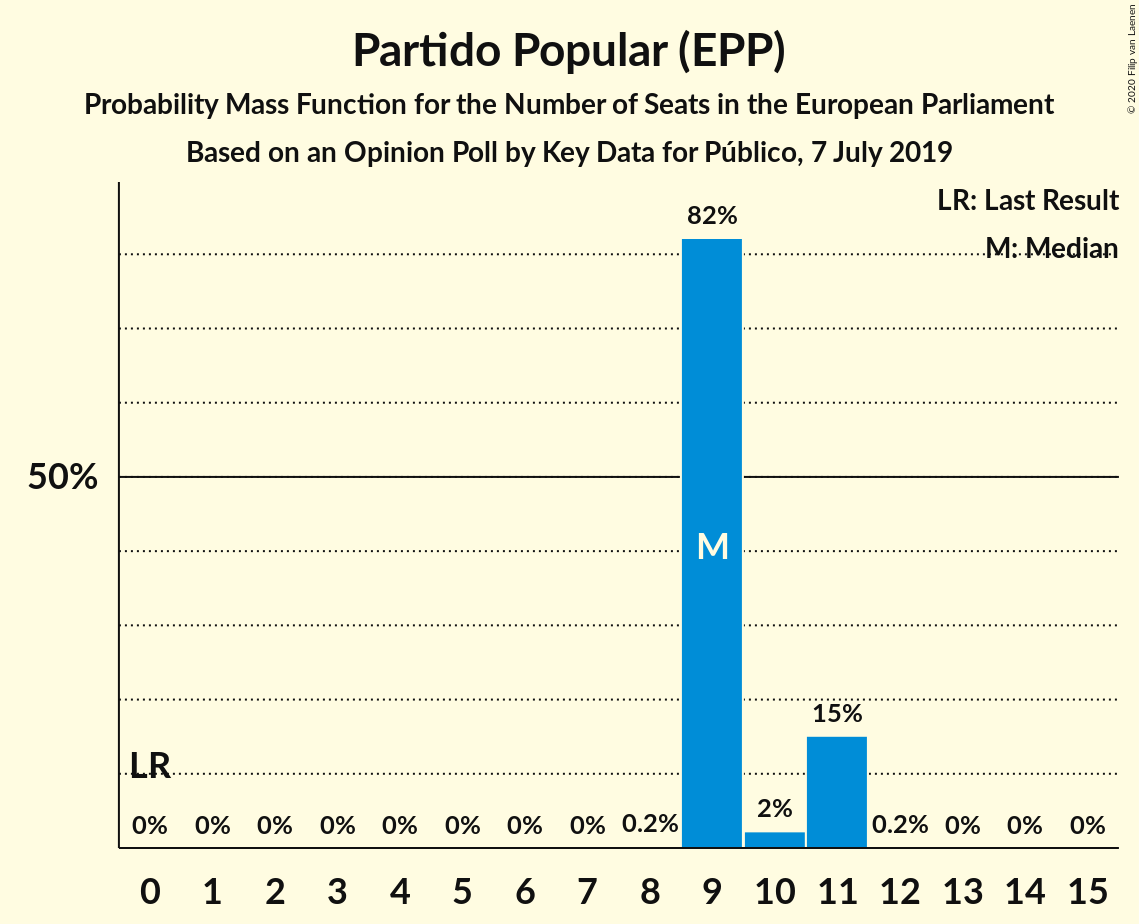 Partido Popular (EPP)
Probability Mass Function for the Number of Seats in the European Parliament
Based on an Opinion Poll by Key Data for Público, 7 July 2019
© 2020 Filip van Laenen
LR: Last Result
M: Median
82%
50%
M
15%
LR
0% 0% 0% 0% 0% 0% 0% 0% 0.2% 2% 0.2% 0% 0% 0%
0 1 2 3 4 5 6 7 8 9 10 11 12 13 14 15